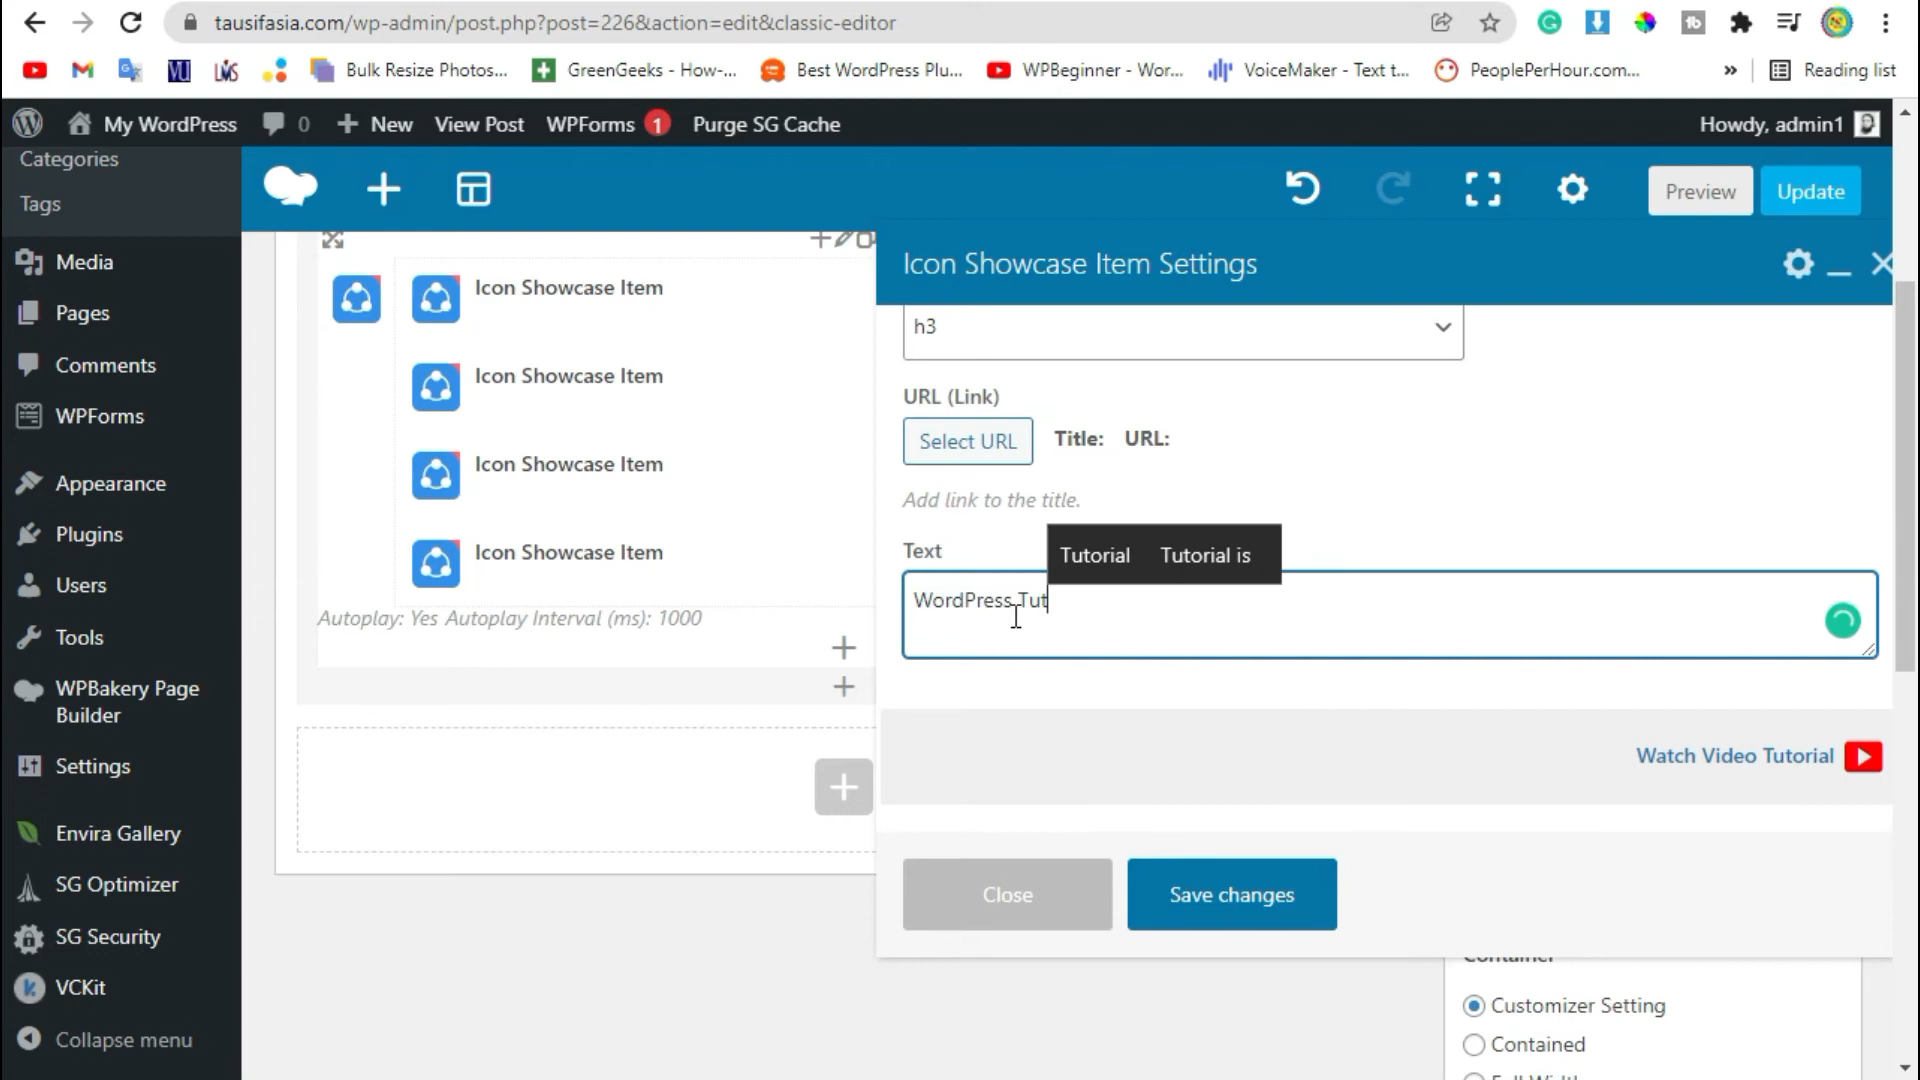 tausifasia.com/wp-admin/post.php?post=226&action=edit&classic-editor
Bulk Resize Photos...
GreenGeeks - How-...
Best WordPress Plu...
WPBeginner - Wor...
VoiceMaker - Text t...
PeoplePerHour.com...
»
Reading list
My WordPress
0
New
View Post
WPForms
1
Purge SG Cache
Howdy, admin1
Categories
Tags
Media
Pages
Comments
WPForms
Appearance
Plugins
Users
Tools
WPBakery Page
Builder
Settings
Envira Gallery
SG Optimizer
SG Security
VCKit
Collapse menu
Preview
Update
Icon Showcase Item
Icon Showcase Item
Icon Showcase Item
Icon Showcase Item
Autoplay: Yes Autoplay Interval (ms): 1000
Icon Showcase Item Settings
h3
URL (Link)
Select URL
Title:
URL:
Add link to the title.
Text
Tutorial
Tutorial is
WordPress Tut
Watch Video Tutorial
Close
Save changes
Container
Customizer Setting
Contained